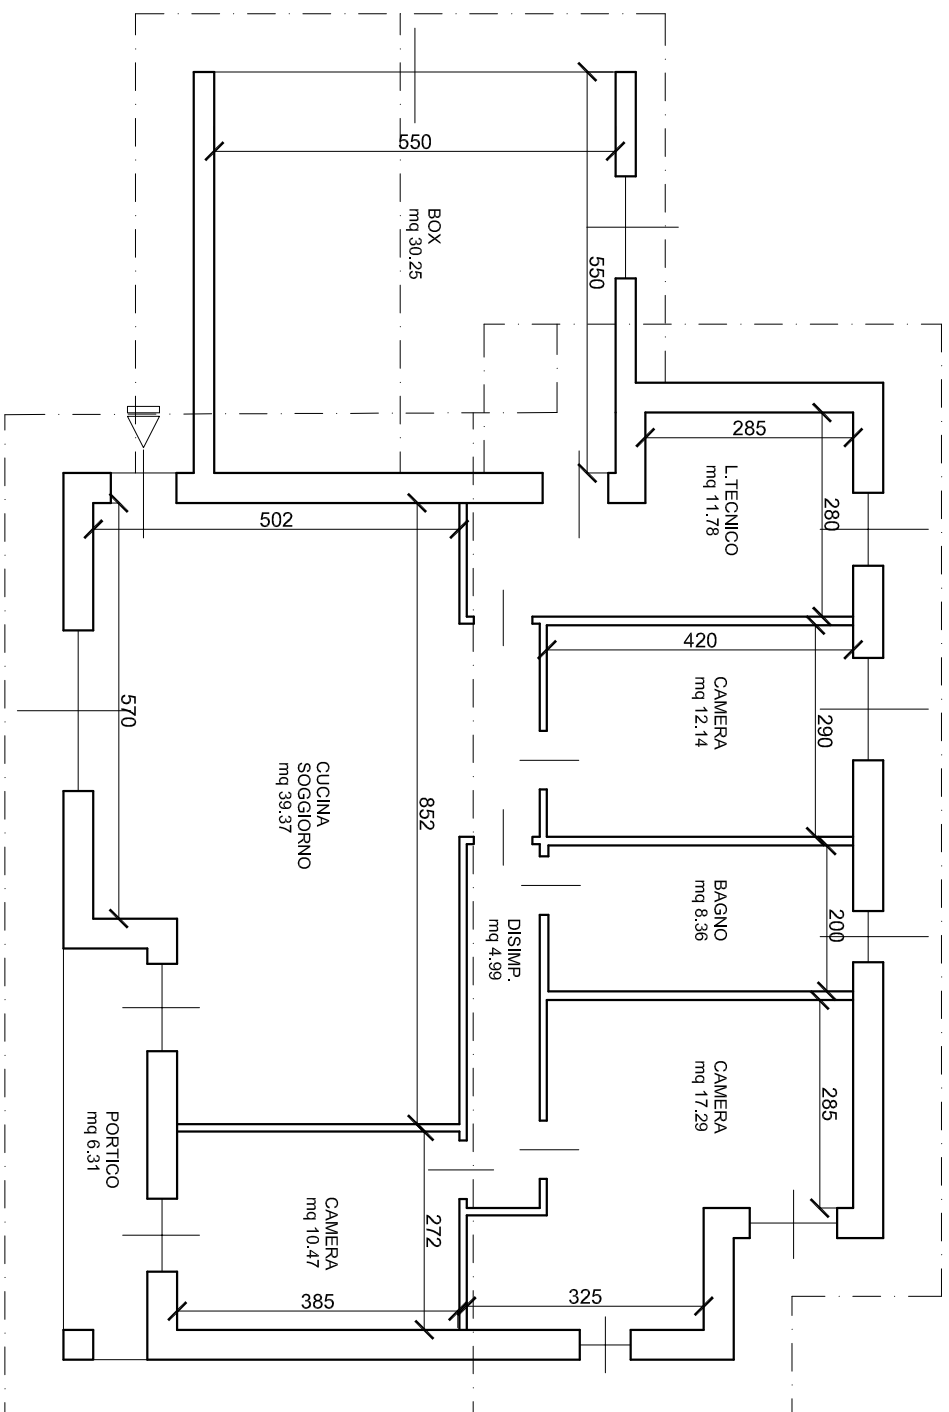 550
BOX
mq 30.25
550
285
L.TECNICO
mq 11.78
280
502
420
CAMERA
mq 12.14
290
570
CUCINA
SOGGIORNO
mq 39.37
852
BAGNO
mq 8.36
200
DISIMP.
mq 4.99
CAMERA
mq 17.29
285
PORTICO
mq 6.31
CAMERA
mq 10.47
272
385
325